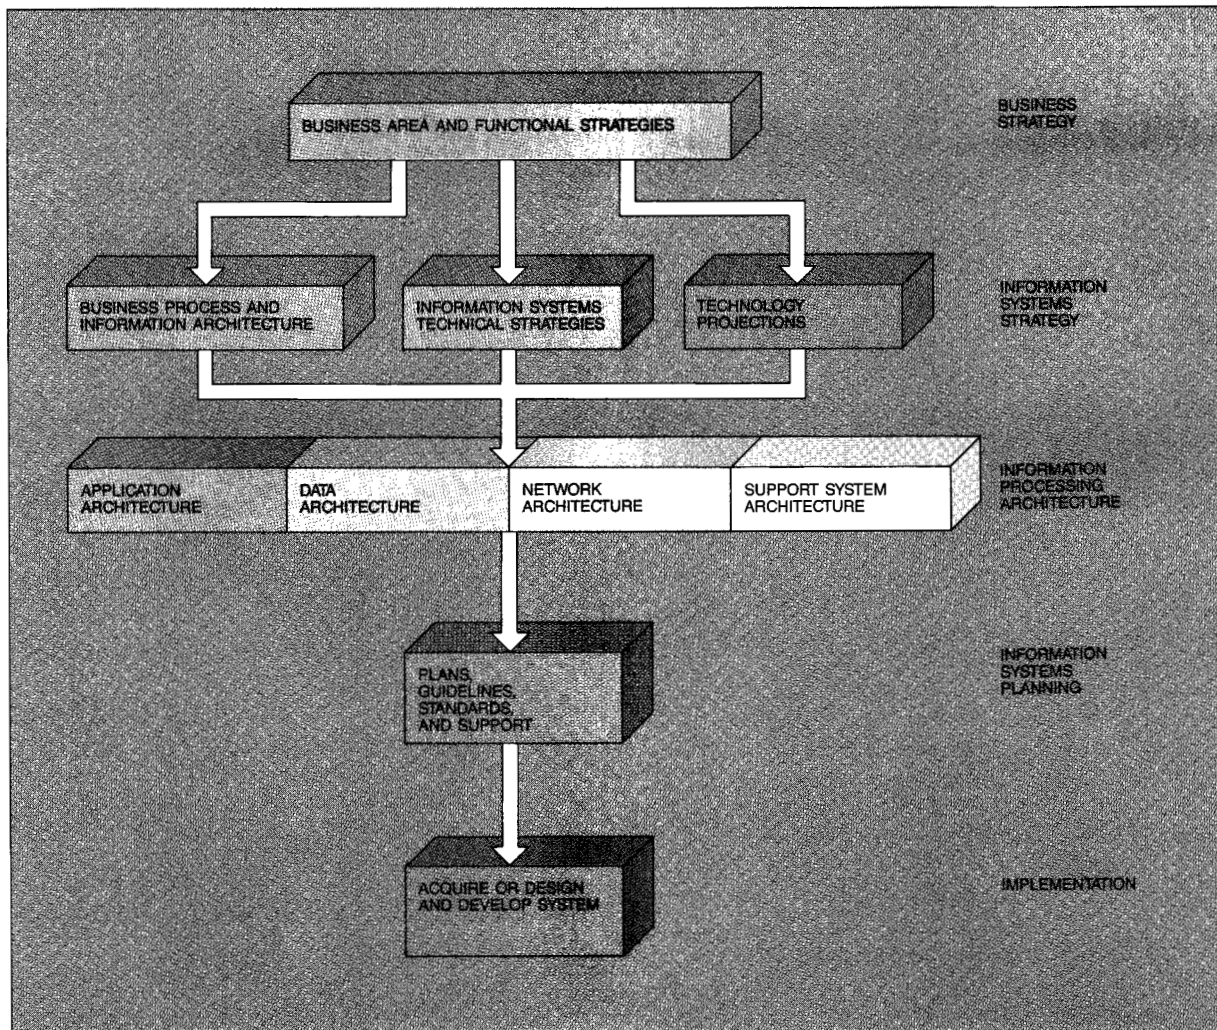 BUSINESS AREA AND FUNCTIONAL STRATEGIES
BUSINESS
STRATEGY
BUSINESS PROCESS AND
INFORMATION ARCHITECTURE
INFORMATION SYSTEMS
TECHNICAL STRATEGIES
TECHNOLOGY
PROJECTIONS
INFORMATION
SYSTEMS
STRATEGY
APPLICATION
ARCHITECTURE
DATA
ARCHITECTURE
NETWORK
ARCHITECTURE
SUPPORT SYSTEM
ARCHITECTURE
INFORMATION
PROCESSING
ARCHITECTURE
PLANS,
GUIDELINES,
STANDARDS,
AND SUPPORT
INFORMATION
SYSTEMS
PLANNING
ACQUIRE OR DESIGN
AND DEVELOP SYSTEM
IMPLEMENTATION